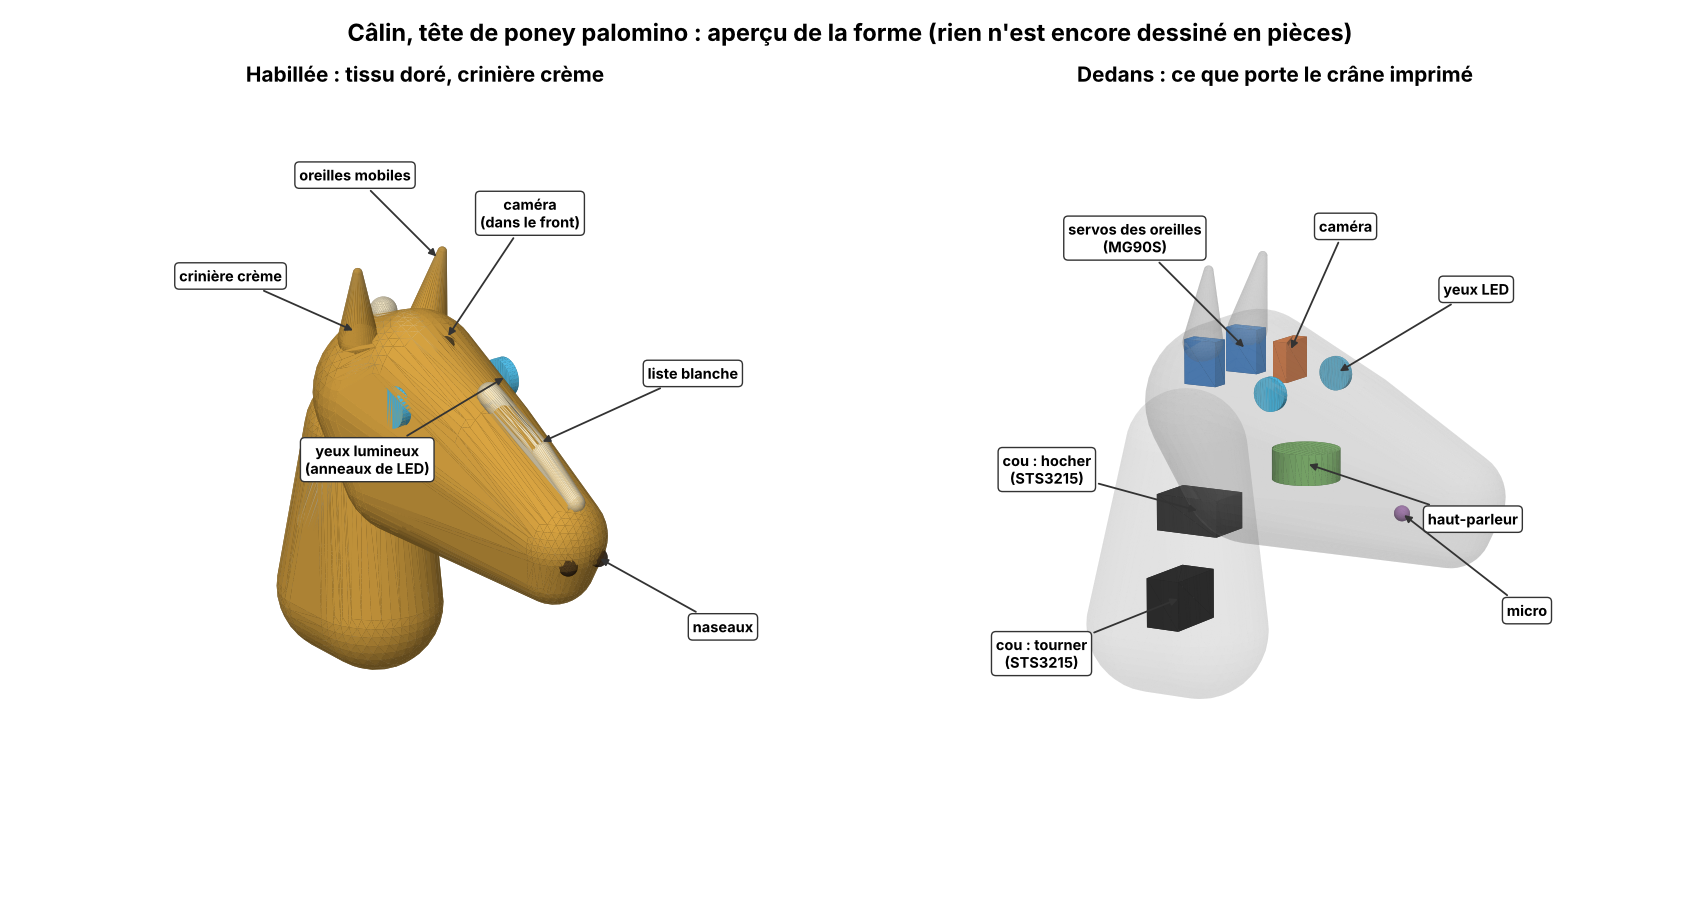 Câlin, tête de poney palomino : aperçu de la forme (rien n'est encore dessiné en pièces)
Habillée : tissu doré, crinière crème
oreilles mobiles
caméra
(dans le front)
crinière crème
liste blanche
yeux lumineux
(anneaux de LED)
naseaux
Dedans : ce que porte le crâne imprimé
servos des oreilles
(MG90S)
caméra
yeux LED
cou : hocher
(STS3215)
haut-parleur
micro
cou : tourner
(STS3215)